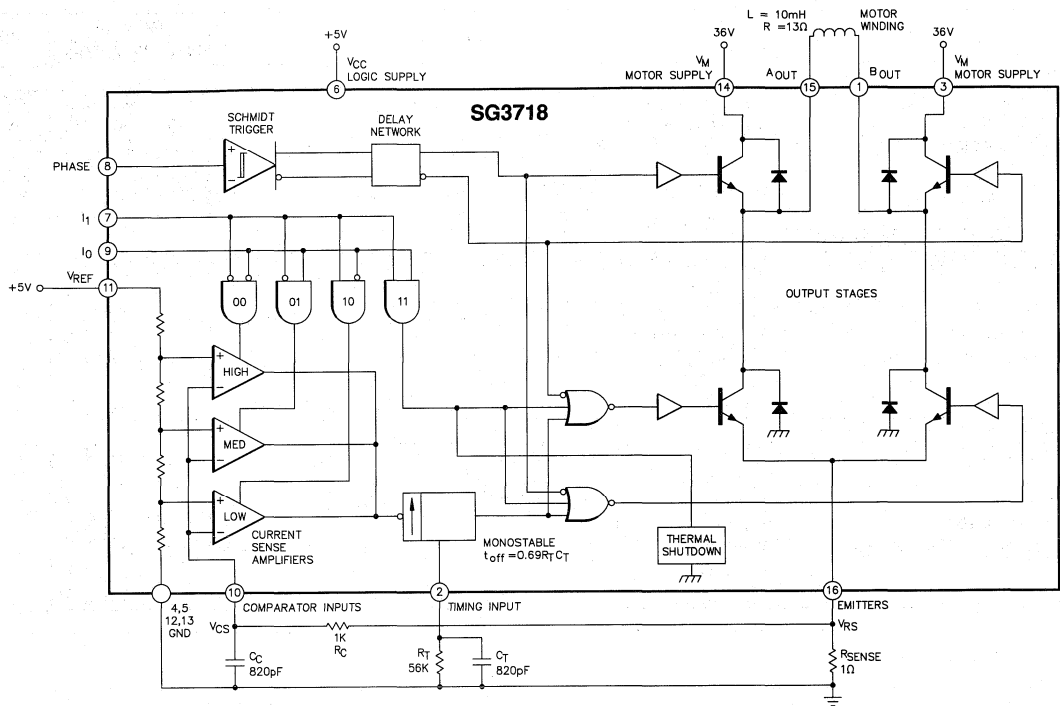 L = 10mH
R = 13Ω
MOTOR
WINDING
+5V
36V
36V
VCC
LOGIC SUPPLY
VM
MOTOR SUPPLY
AOUT
BOUT
VM
MOTOR SUPPLY
6
14
15
1
3
SG3718
SCHMIDT
TRIGGER
DELAY
NETWORK
PHASE 8
+
I1
7
I0
9
VREF
+5V
11
00
01
10
11
OUTPUT STAGES
+
HIGH
−
+
MED
−
+
LOW
−
CURRENT
SENSE
AMPLIFIERS
MONOSTABLE
toff = 0.69RTCT
THERMAL
SHUTDOWN
4,5
12,13
GND
10
COMPARATOR INPUTS
2
TIMING INPUT
16
EMITTERS
VCS
1K
RC
VRS
CC
820pF
RT
56K
CT
820pF
RSENSE
1Ω